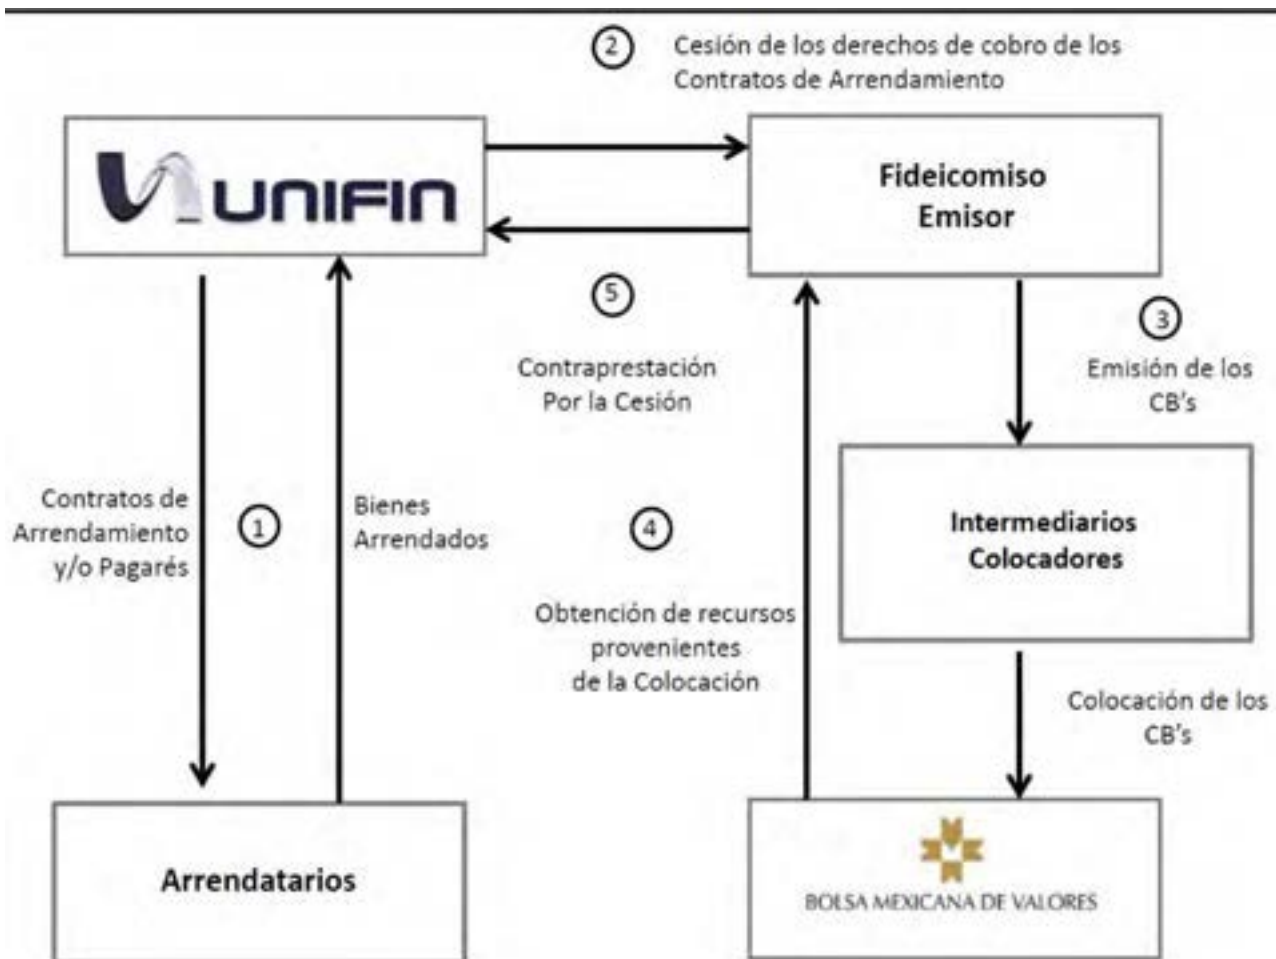 2 Cesión de los derechos de cobro de los
Contratos de Arrendamiento
UNIFIN
Fideicomiso
Emisor
5
Contraprestación
Por la Cesión
3
Emisión de los
CB's
Contratos de
Arrendamiento
y/o Pagarés
1
Bienes
Arrendados
4
Obtención de recursos
provenientes
de la Colocación
Intermediarios
Colocadores
Colocación de los
CB's
Arrendatarios
BOLSA MEXICANA DE VALORES